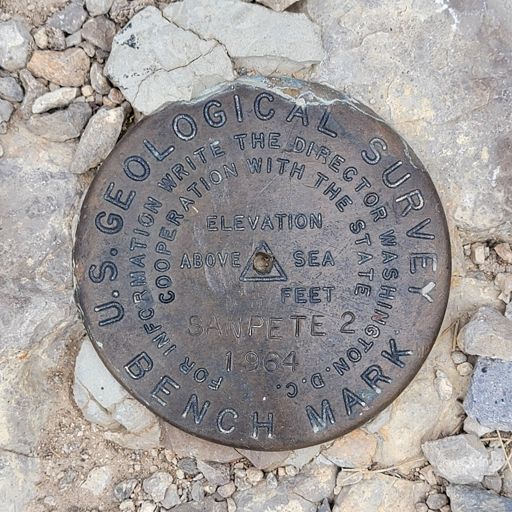 U.S. GEOLOGICAL SURVEY
FOR INFORMATION WRITE THE DIRECTOR WASHINGTON, D.C.
COOPERATION WITH THE STATE
ELEVATION
ABOVE SEA
FEET
SANPETE 2
1964
BENCH MARK